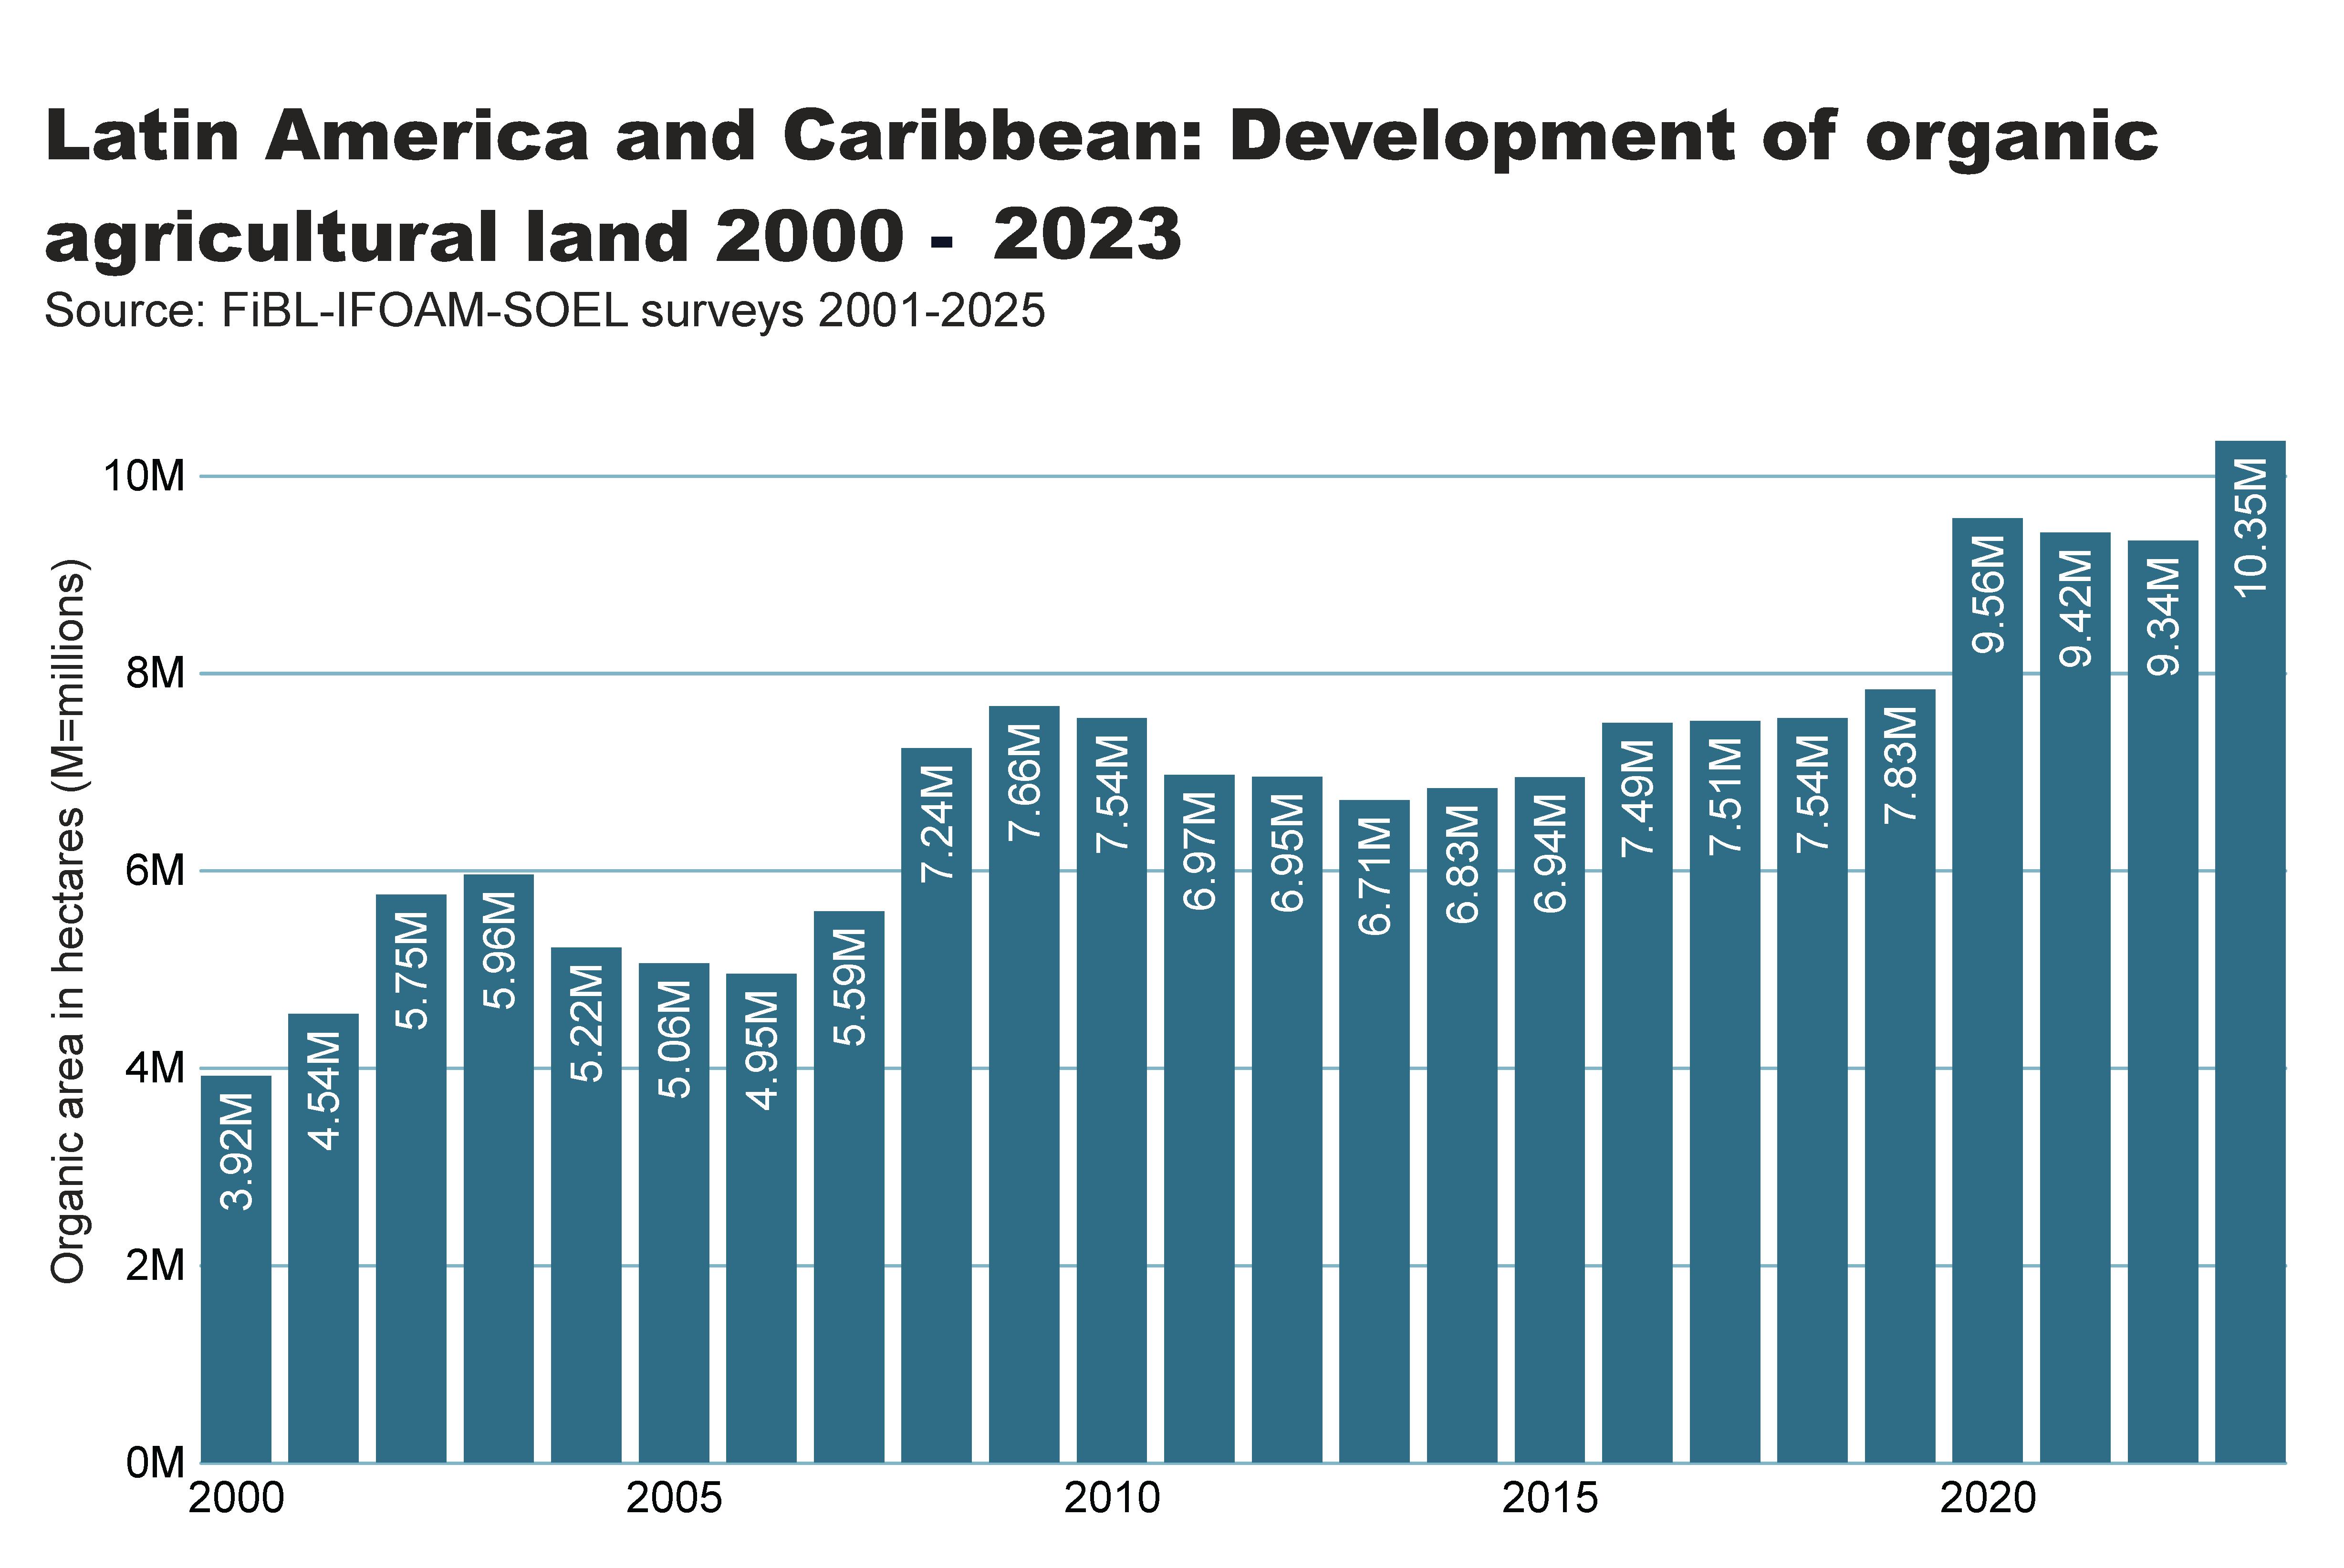 Latin America and Caribbean: Development of organic
agricultural land 2000 - 2023
Source: FiBL-IFOAM-SOEL surveys 2001-2025
Organic area in hectares (M=millions)
10M
8M
6M
4M
2M
0M
3.92M
4.54M
5.75M
5.96M
5.22M
5.06M
4.95M
5.59M
7.24M
7.66M
7.54M
6.97M
6.95M
6.71M
6.83M
6.94M
7.49M
7.51M
7.54M
7.83M
9.56M
9.42M
9.34M
10.35M
2000
2005
2010
2015
2020